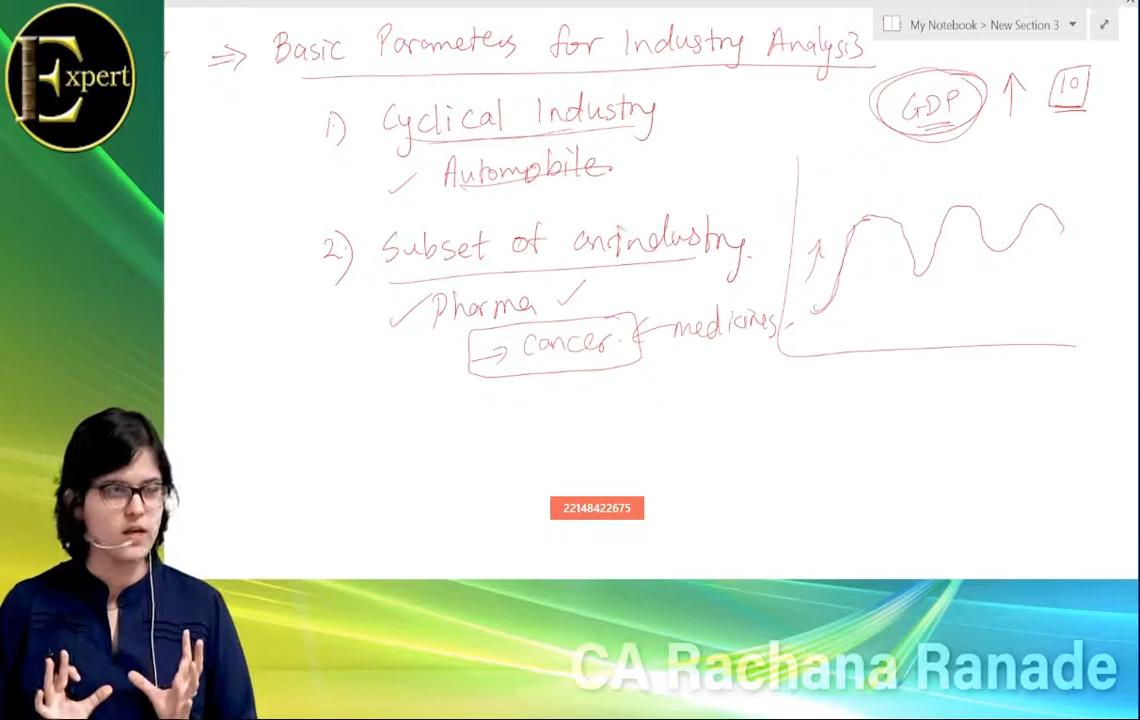 Expert
My Notebook > New Section 3
⇒ Basic Parameters for Industry Analysis
GDP ↑ 10
1) Cyclical Industry
✓ Automobile
2) Subset of an industry.
✓ Pharma ✓
→ cancer. ← medicines
22148422675
CA Rachana Ranade